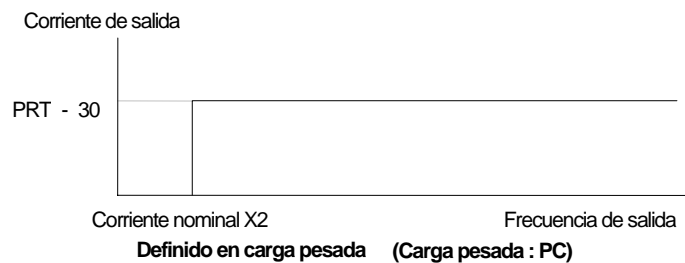 Corriente de salida
PRT - 30
Corriente nominal X2 Frecuencia de salida
Definido en carga pesada (Carga pesada : PC)